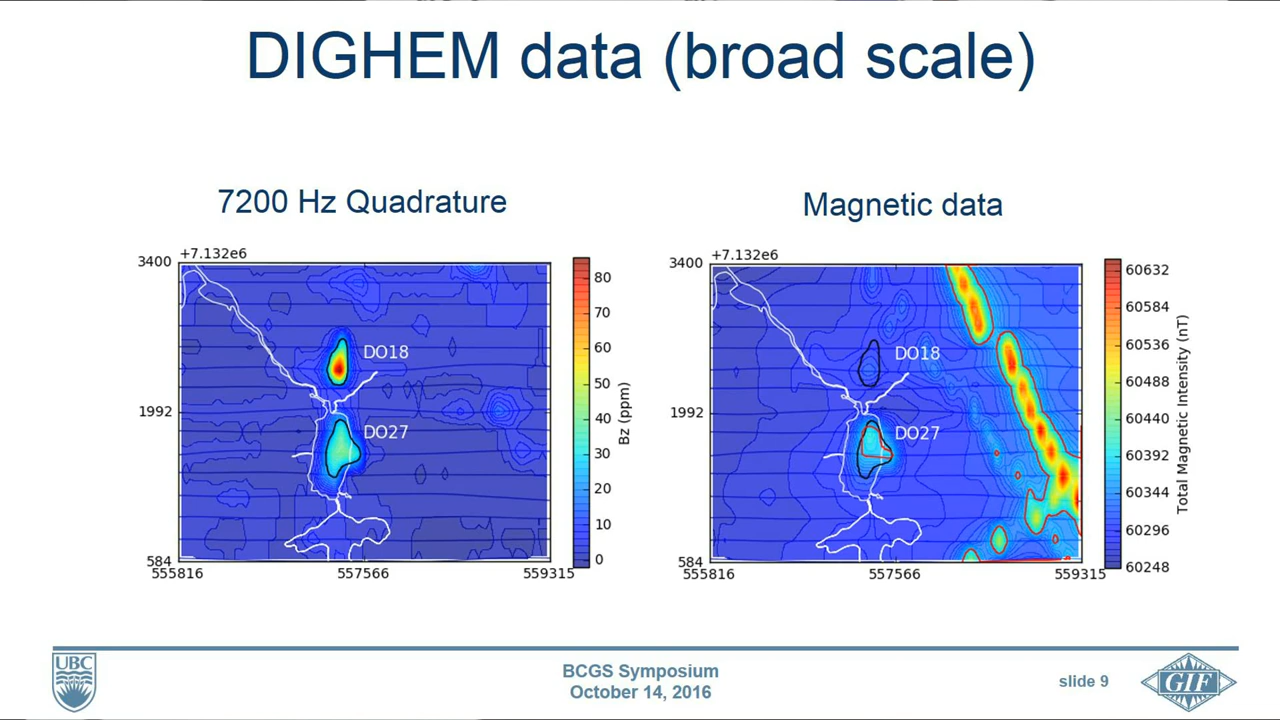 DIGHEM data (broad scale)
7200 Hz Quadrature
+7.132e6
3400
1992
584
555816
557566
559315
DO18
DO27
80
70
60
50
40
30
20
10
0
Bz (ppm)
Magnetic data
+7.132e6
3400
1992
584
555816
557566
559315
DO18
DO27
60632
60584
60536
60488
60440
60392
60344
60296
60248
Total Magnetic Intensity (nT)
UBC
BCGS Symposium
October 14, 2016
slide 9
GIF